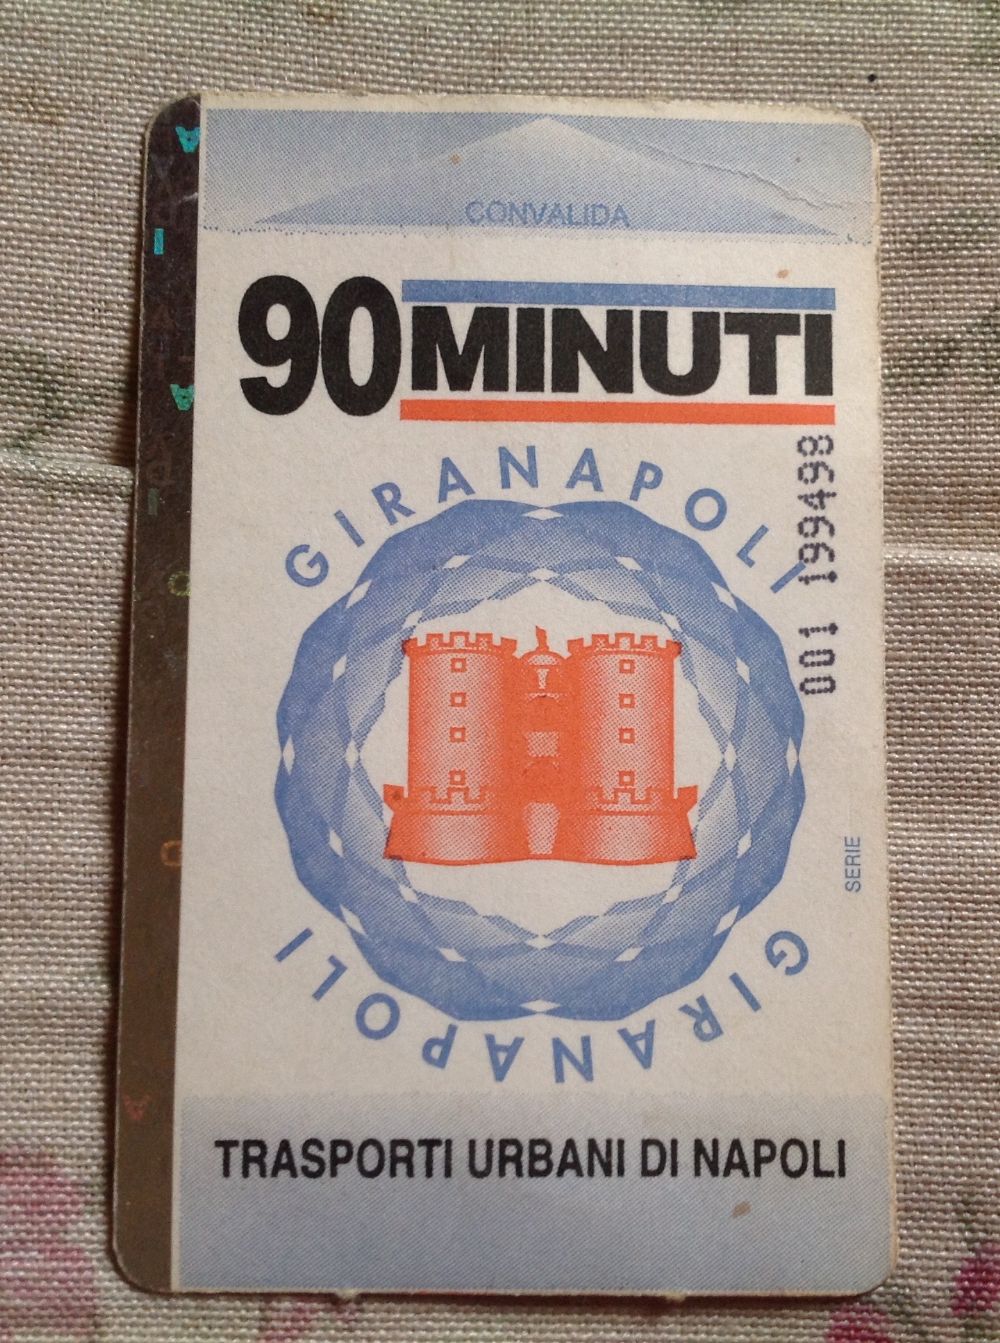 CONVALIDA
90 MINUTI
GIRANAPOLI
001 199498
SERIE
GIRANAPOLI
TRASPORTI URBANI DI NAPOLI